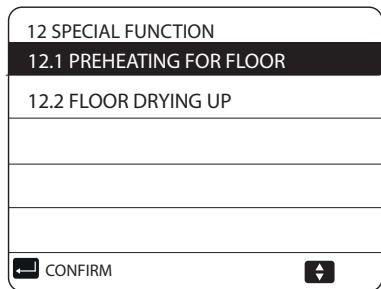 12 SPECIAL FUNCTION
12.1 PREHEATING FOR FLOOR
12.2 FLOOR DRYING UP
CONFIRM